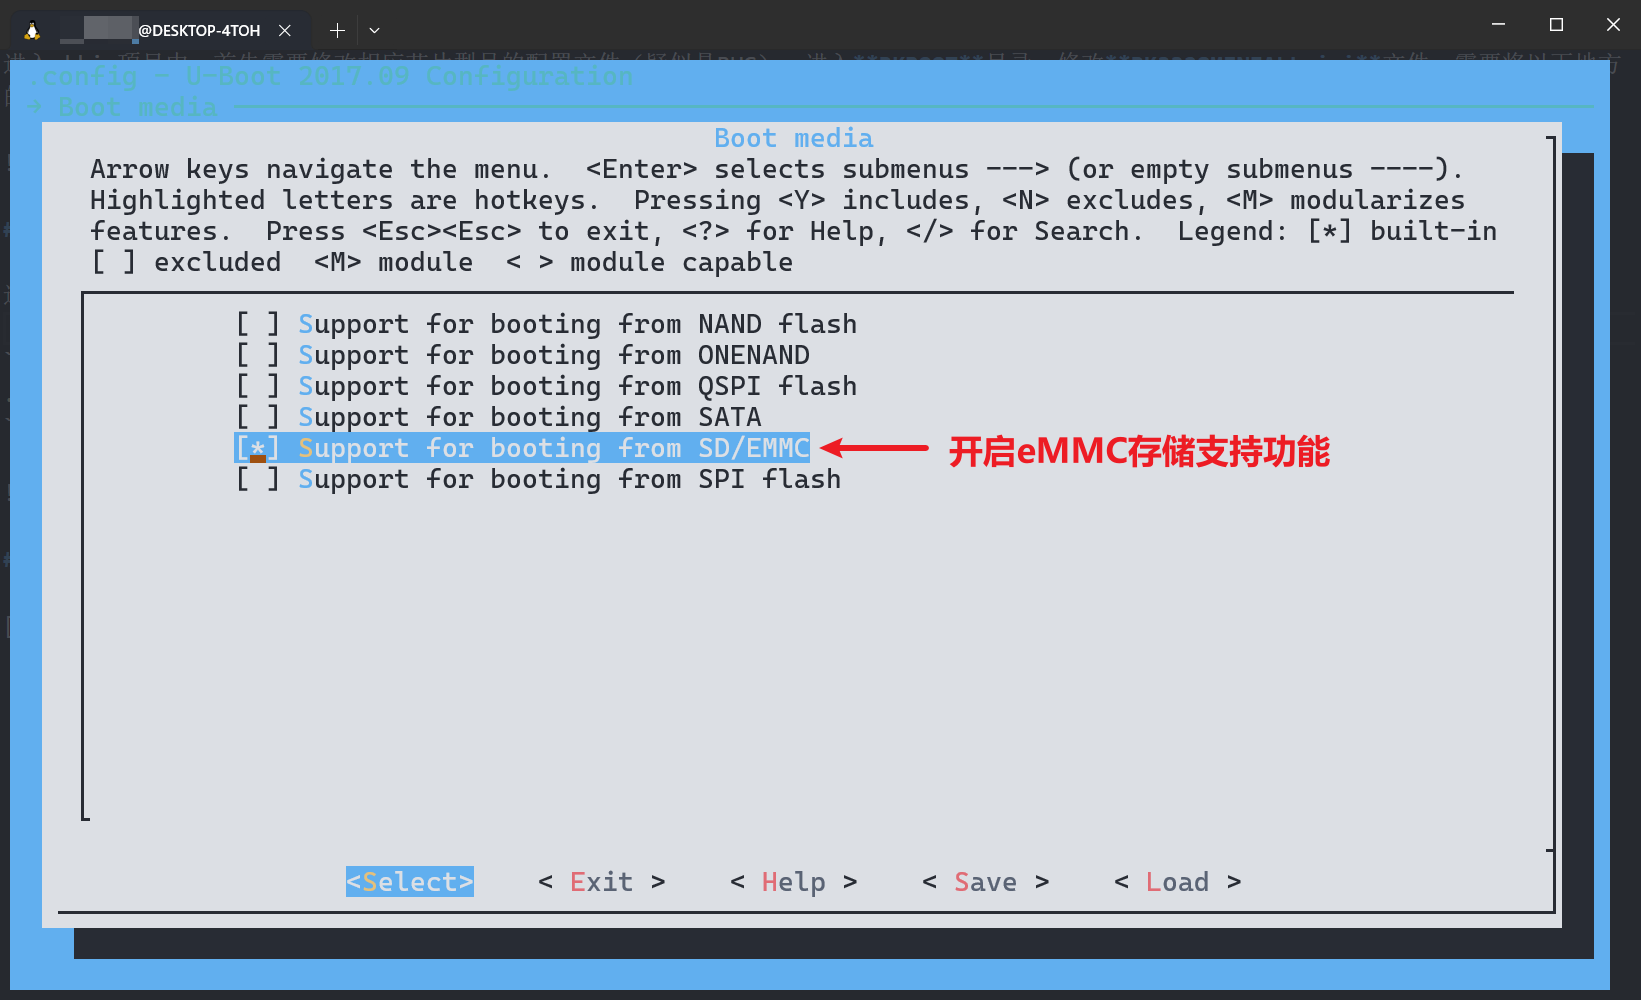 @DESKTOP-4TOH
.config - U-Boot 2017.09 Configuration
→ Boot media
Boot media
Arrow keys navigate the menu.  <Enter> selects submenus ---> (or empty submenus ----).
Highlighted letters are hotkeys.  Pressing <Y> includes, <N> excludes, <M> modularizes
features.  Press <Esc><Esc> to exit, <?> for Help, </> for Search.  Legend: [*] built-in
[ ] excluded  <M> module  < > module capable
[ ] Support for booting from NAND flash
[ ] Support for booting from ONENAND
[ ] Support for booting from QSPI flash
[ ] Support for booting from SATA
[*] Support for booting from SD/EMMC
开启eMMC存储支持功能
[ ] Support for booting from SPI flash
<Select>    < Exit >    < Help >    < Save >    < Load >